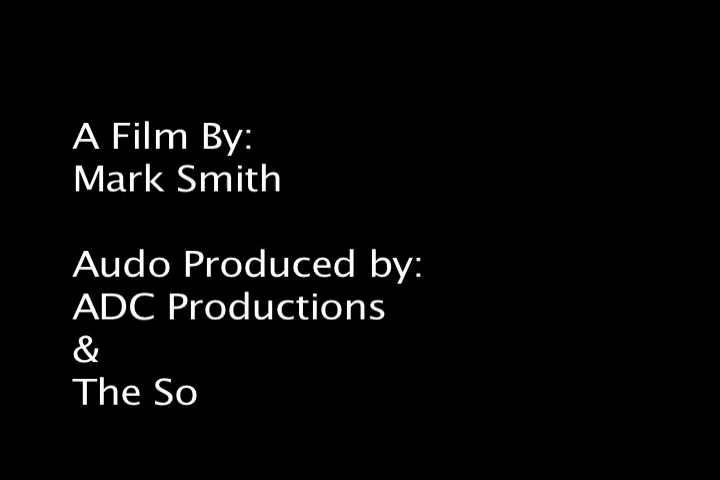 A Film By:
Mark Smith
Audo Produced by:
ADC Productions
&
The So